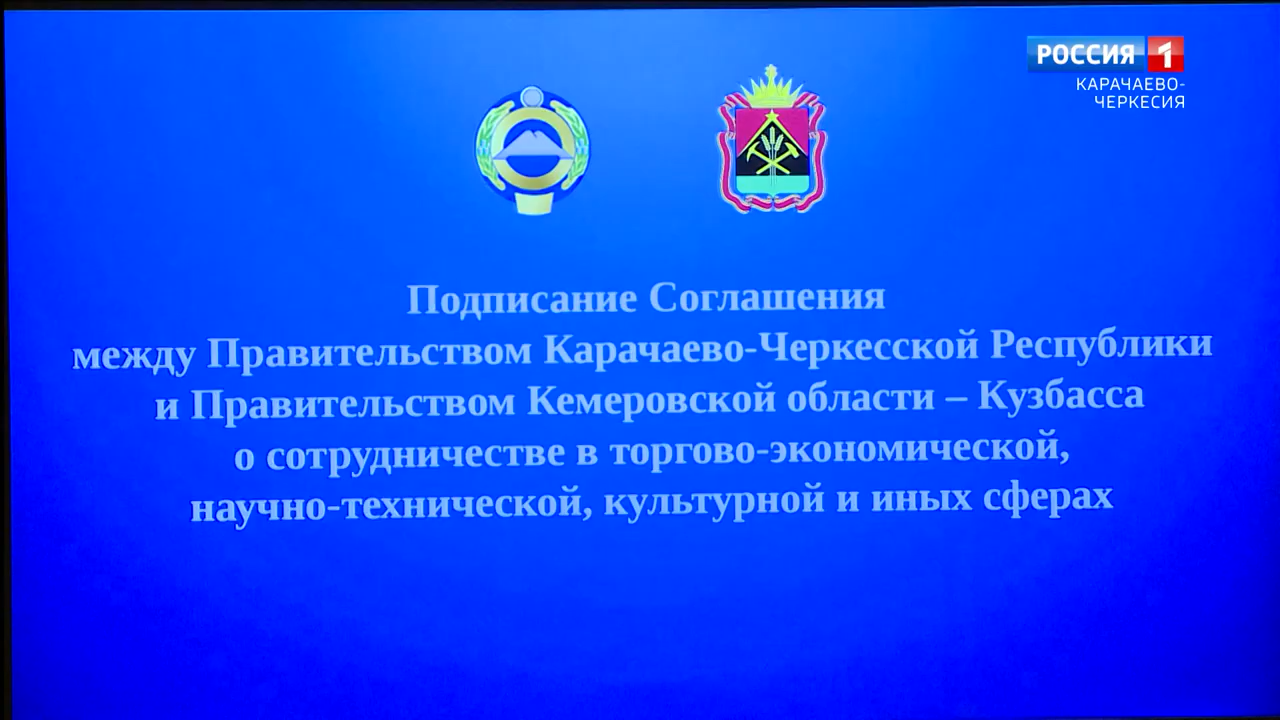 РОССИЯ 1
КАРАЧАЕВО-
ЧЕРКЕСИЯ
Подписание Соглашения
между Правительством Карачаево-Черкесской Республики
и Правительством Кемеровской области – Кузбасса
о сотрудничестве в торгово-экономической,
научно-технической, культурной и иных сферах